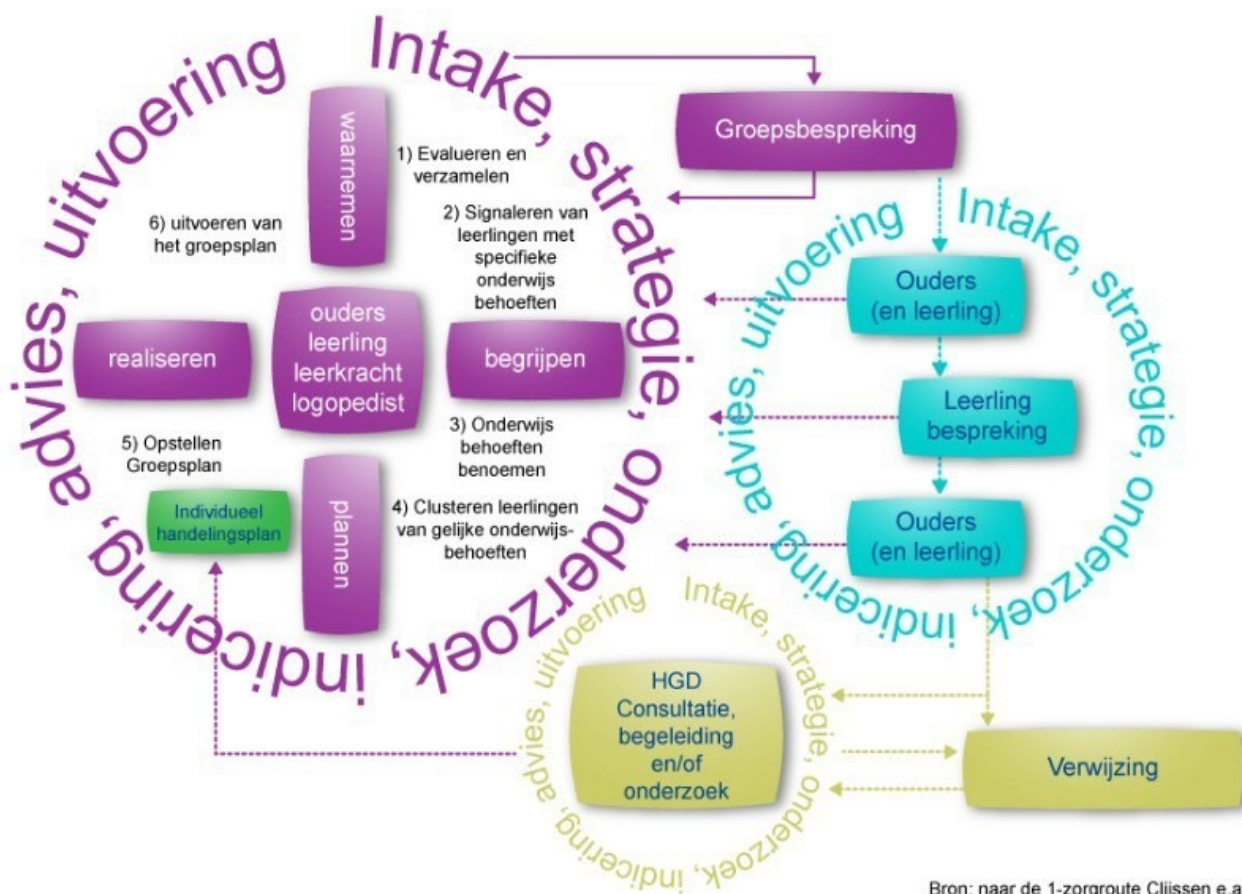 Intake, strategie, onderzoek, indicering, advies, uitvoering
waarnemen
1) Evalueren en
verzamelen
2) Signaleren van
leerlingen met
specifieke
onderwijs
behoeften
begrijpen
3) Onderwijs
behoeften
benoemen
4) Clusteren leerlingen
van gelijke onderwijs-
behoeften
plannen
5) Opstellen
Groepsplan
Individueel
handelingsplan
realiseren
6) uitvoeren van
het groepsplan
ouders
leerling
leerkracht
logopedist
Groepsbespreking
Intake, strategie, onderzoek, indicering, advies, uitvoering
Ouders
(en leerling)
Leerling
bespreking
Ouders
(en leerling)
Intake, strategie, onderzoek, indicering, advies, uitvoering
HGD
Consultatie,
begeleiding
en/of
onderzoek
Verwijzing
Bron: naar de 1-zorgroute Clijssen e.a